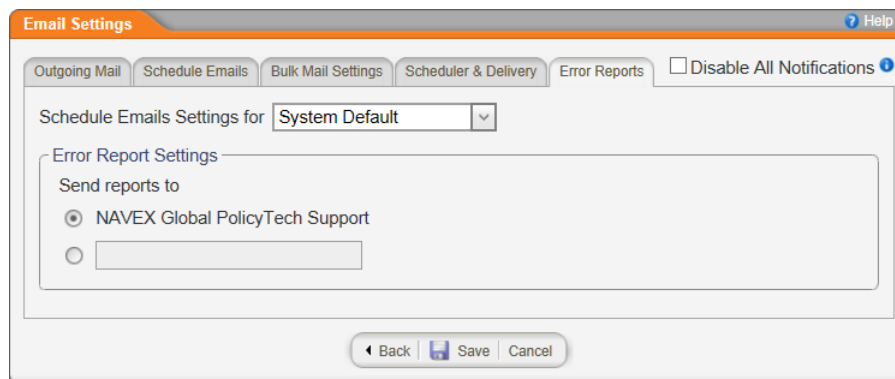 Email Settings
Help
Outgoing Mail
Schedule Emails
Bulk Mail Settings
Scheduler & Delivery
Error Reports
Disable All Notifications
Schedule Emails Settings for System Default
Error Report Settings
Send reports to
NAVEX Global PolicyTech Support
Back
Save
Cancel